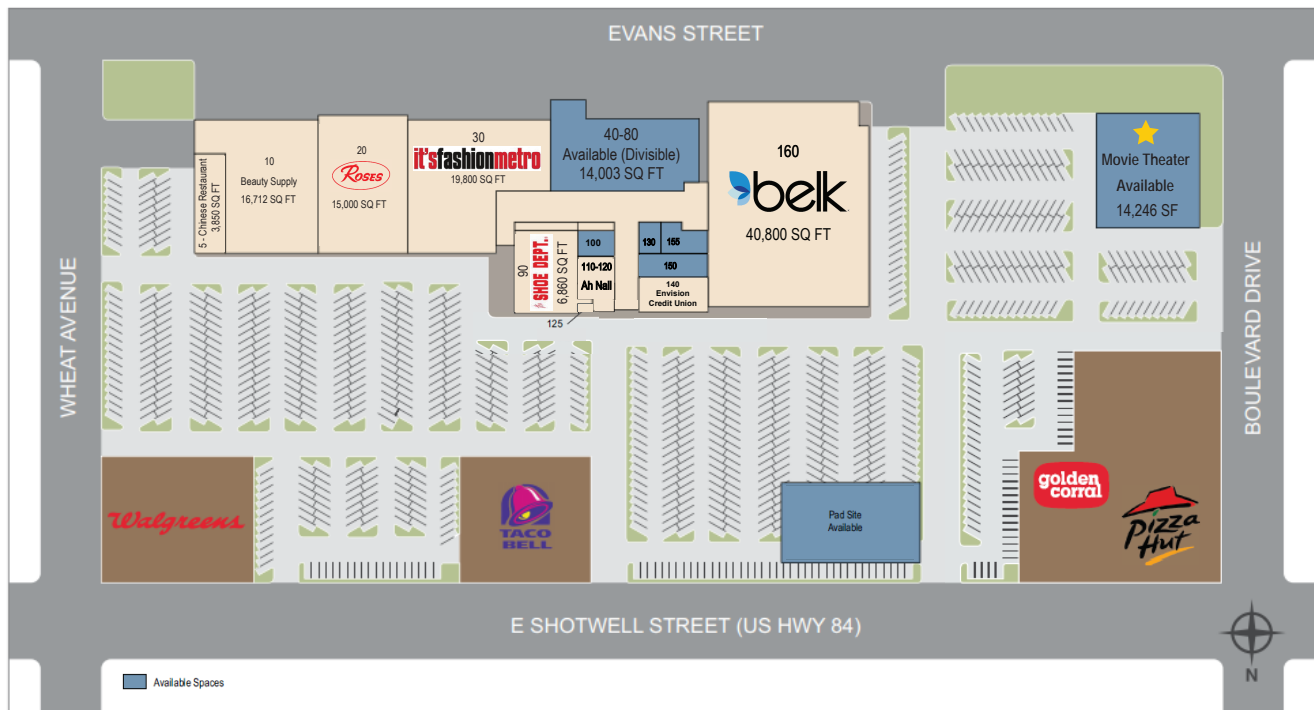 EVANS STREET
WHEAT AVENUE
BOULEVARD DRIVE
E SHOTWELL STREET (US HWY 84)
5 - Chinese Restaurant
3,850 SQ FT
10
Beauty Supply
16,712 SQ FT
20
ROSES
15,000 SQ FT
30
it'sfashionmetro
19,800 SQ FT
40-80
Available (Divisible)
14,003 SQ FT
160
belk
40,800 SQ FT
Movie Theater
Available
14,246 SF
90
SHOE DEPT.
6,860 SQ FT
100
110-120
Ah Nail
125
130
155
150
140
Envision
Credit Union
Walgreens
TACO
BELL
Pad Site
Available
golden
corral
Pizza
Hut
N
Available Spaces